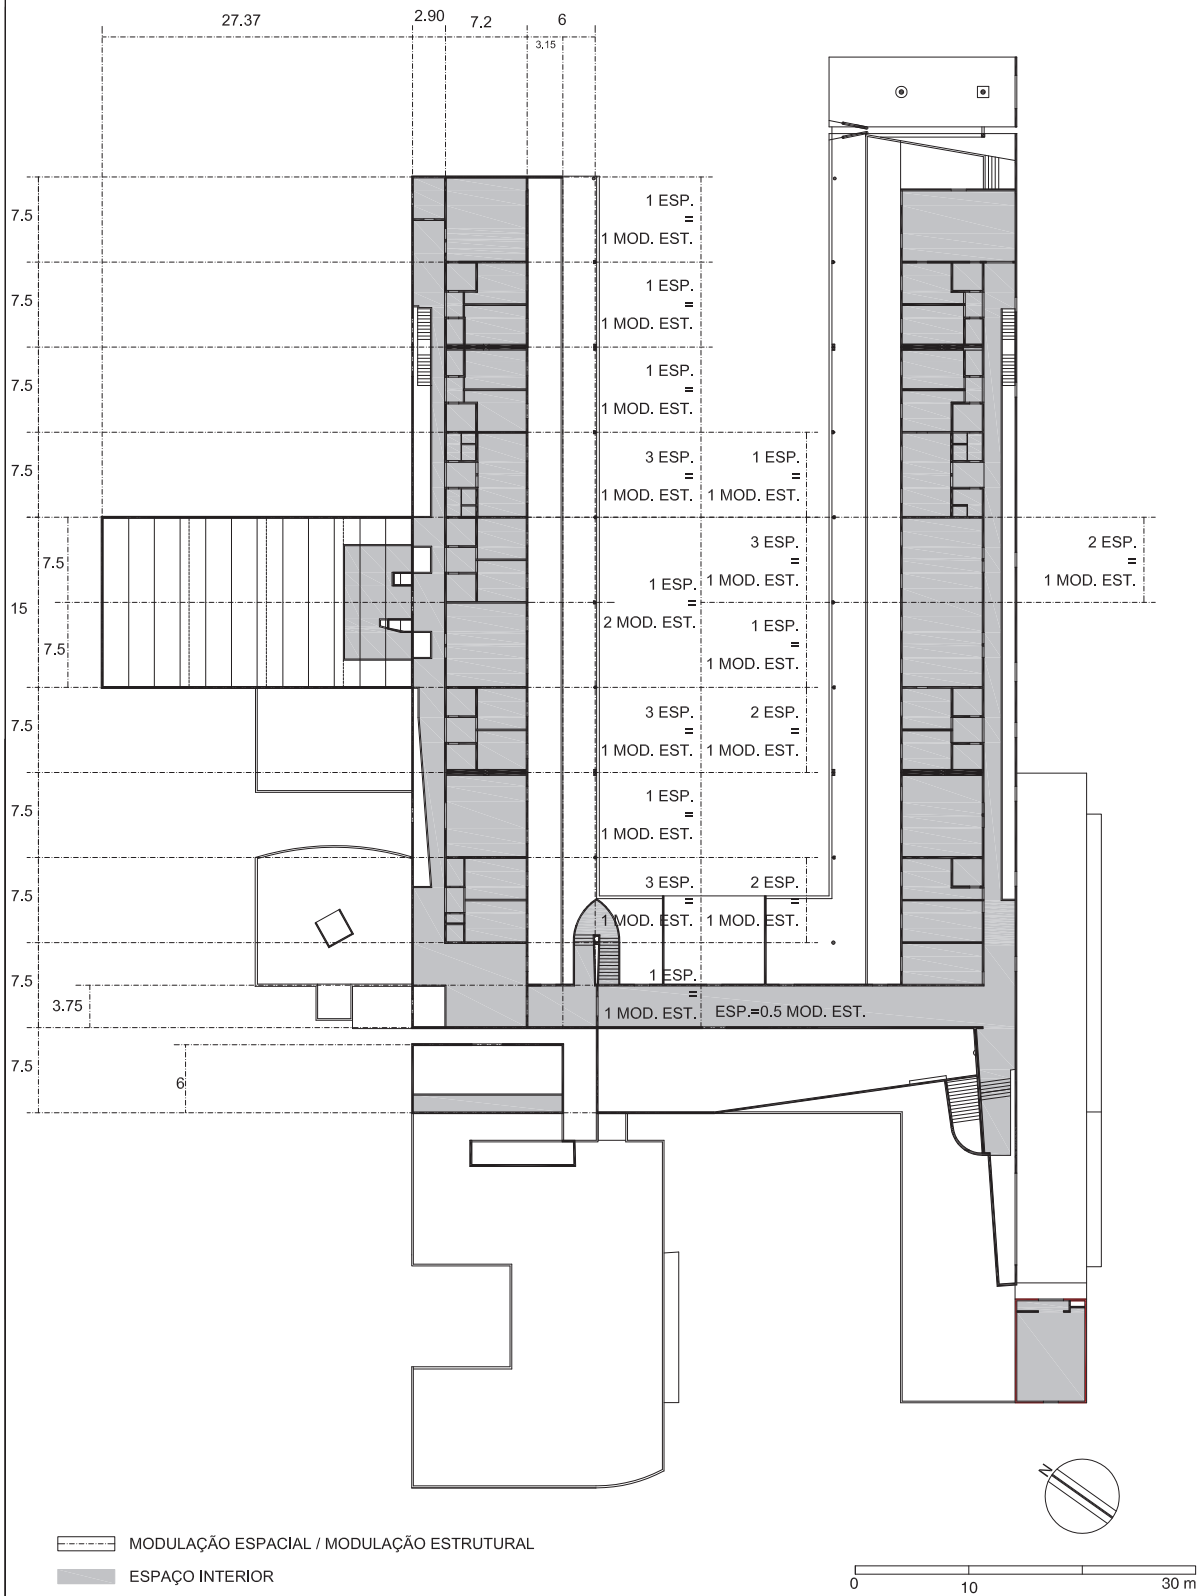 27.37
2.90
7.2
6
3,15
7.5
1 ESP.
=
1 MOD. EST.
7.5
1 ESP.
=
1 MOD. EST.
7.5
1 ESP.
=
1 MOD. EST.
7.5
3 ESP.
=
1 MOD. EST.
1 ESP.
=
1 MOD. EST.
7.5
15
7.5
1 ESP.
=
2 MOD. EST.
3 ESP.
=
1 MOD. EST.
1 ESP.
=
1 MOD. EST.
2 ESP.
=
1 MOD. EST.
7.5
3 ESP.
=
1 MOD. EST.
2 ESP.
=
1 MOD. EST.
7.5
1 ESP.
=
1 MOD. EST.
7.5
3 ESP.
=
1 MOD. EST.
2 ESP.
=
1 MOD. EST.
7.5
3.75
1 ESP.
=
1 MOD. EST.
ESP.=0.5 MOD. EST.
7.5
6
N
MODULAÇÃO ESPACIAL / MODULAÇÃO ESTRUTURAL
ESPAÇO INTERIOR
0
10
30 m